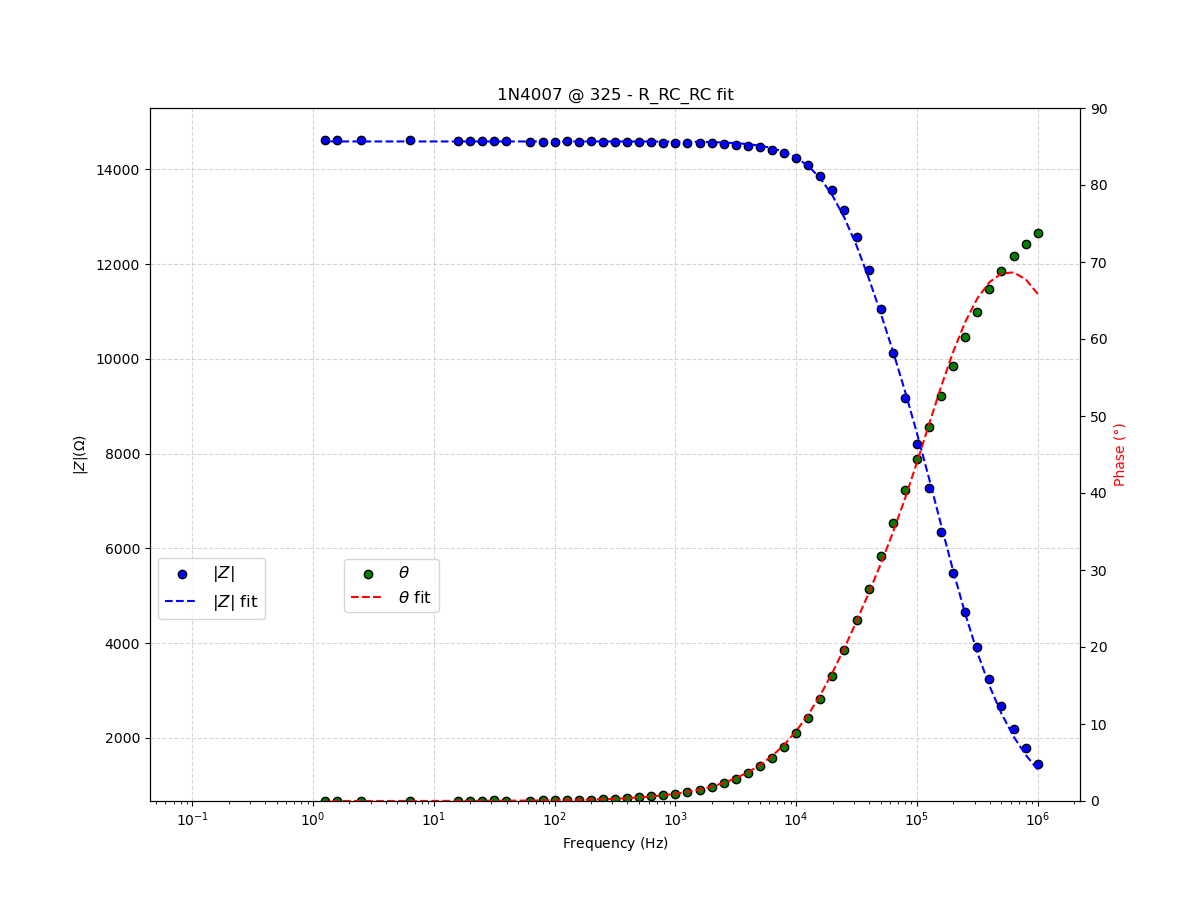 1N4007 @ 325 - R_RC_RC fit
|Z|(Ω)
14000
12000
10000
8000
6000
4000
2000
90
80
70
60
50
40
30
20
10
0
Phase (°)
|Z|
|Z| fit
θ
θ fit
10⁻¹ 10⁰ 10¹ 10² 10³ 10⁴ 10⁵ 10⁶
Frequency (Hz)